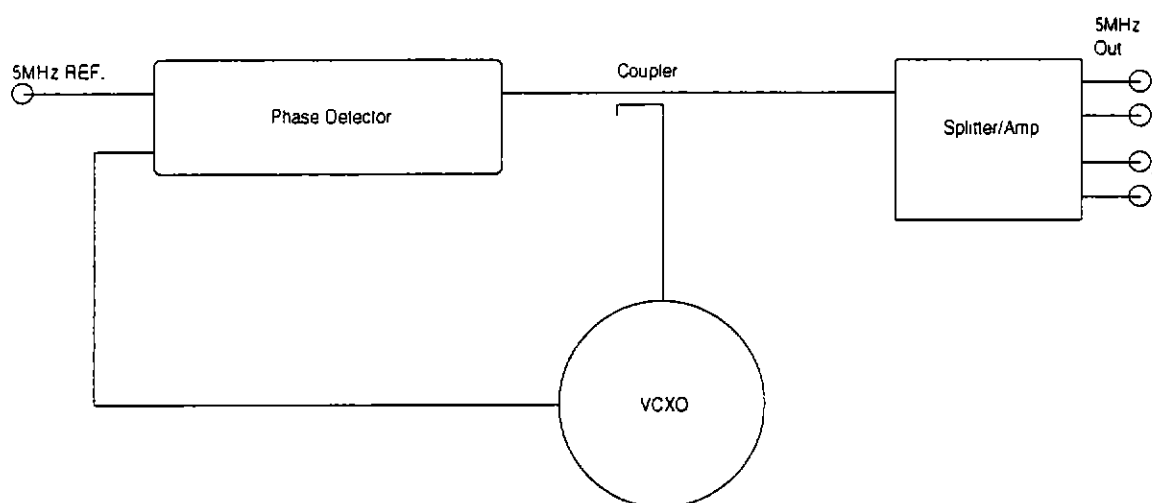 5MHz REF.
Phase Detector
Coupler
Splitter/Amp
5MHz
Out
VCXO